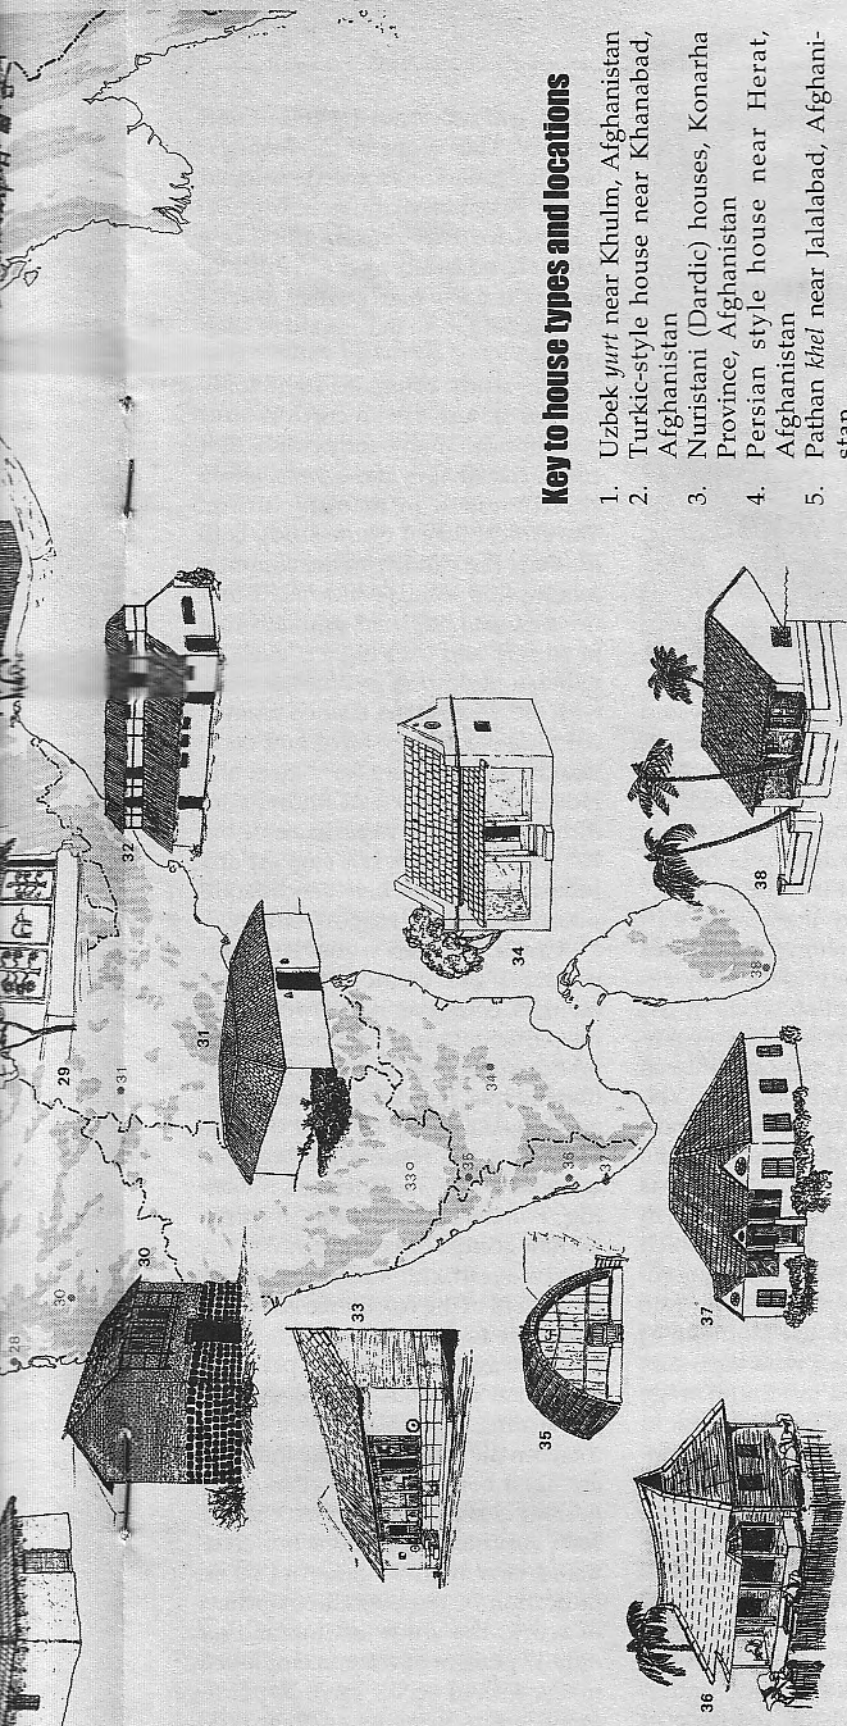 28
29
30
30
31
31
32
33
33
34
34
35
35
36
36
37
37
38
38
Key to house types and locations
1. Uzbek yurt near Khulm, Afghanistan
2. Turkic-style house near Khanabad,
Afghanistan
3. Nuristani (Dardic) houses, Konarha
Province, Afghanistan
4. Persian style house near Herat,
Afghanistan
5. Pathan khel near Jalalabad, Afghani-
stan